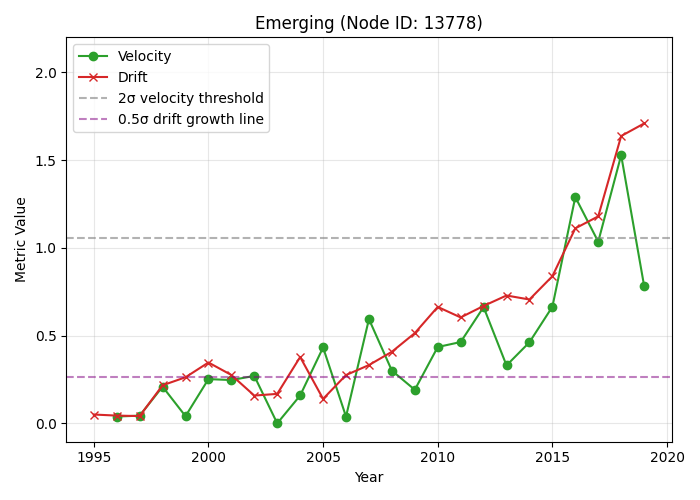 Emerging (Node ID: 13778)
Velocity
Drift
2σ velocity threshold
0.5σ drift growth line
Metric Value
2.0
1.5
1.0
0.5
0.0
1995 2000 2005 2010 2015 2020
Year